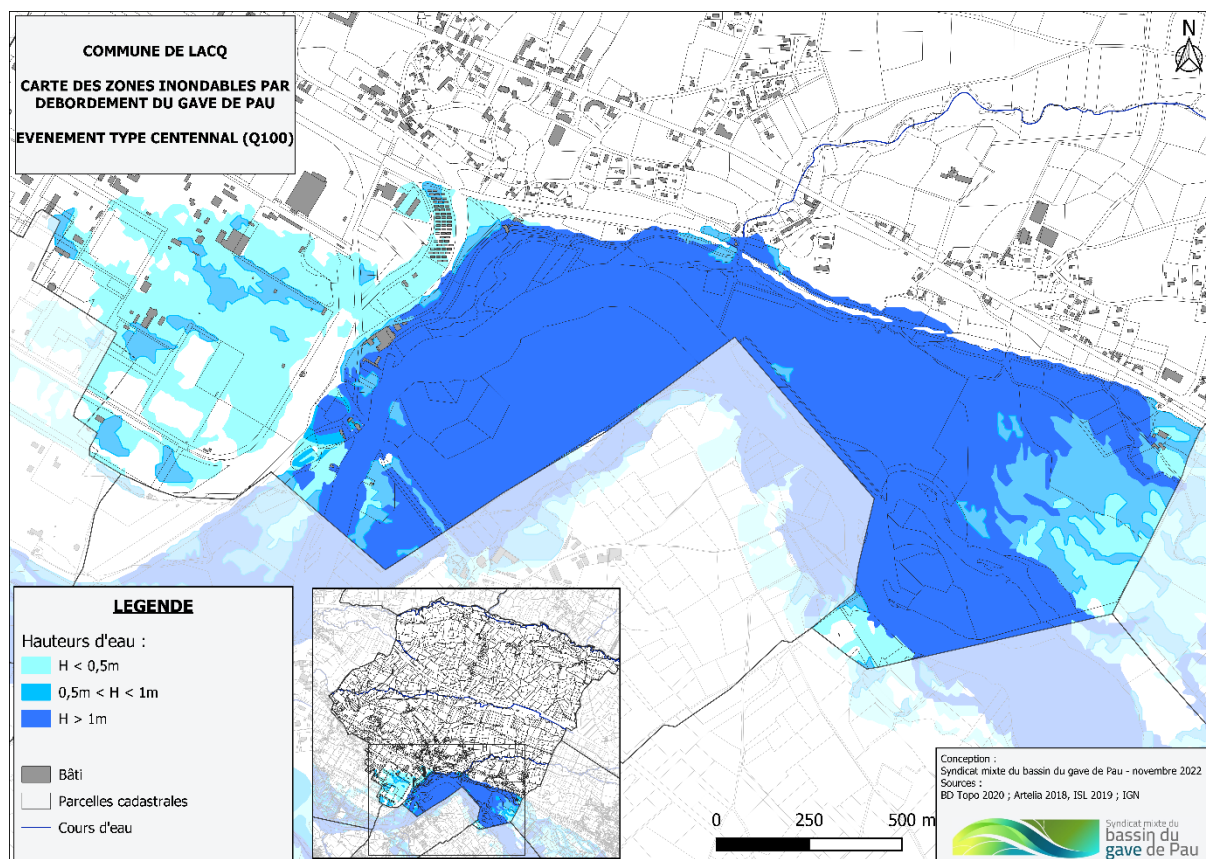 COMMUNE DE LACQ
CARTE DES ZONES INONDABLES PAR
DEBORDEMENT DU GAVE DE PAU
EVENEMENT TYPE CENTENNAL (Q100)
N
LEGENDE
Hauteurs d'eau :
H < 0,5m
0,5m < H < 1m
H > 1m
Bâti
Parcelles cadastrales
Cours d'eau
0 250 500 m
Conception :
Syndicat mixte du bassin du gave de Pau - novembre 2022
Sources :
BD Topo 2020 ; Artelia 2018, ISL 2019 ; IGN
Syndicat mixte du
bassin du
gave de Pau